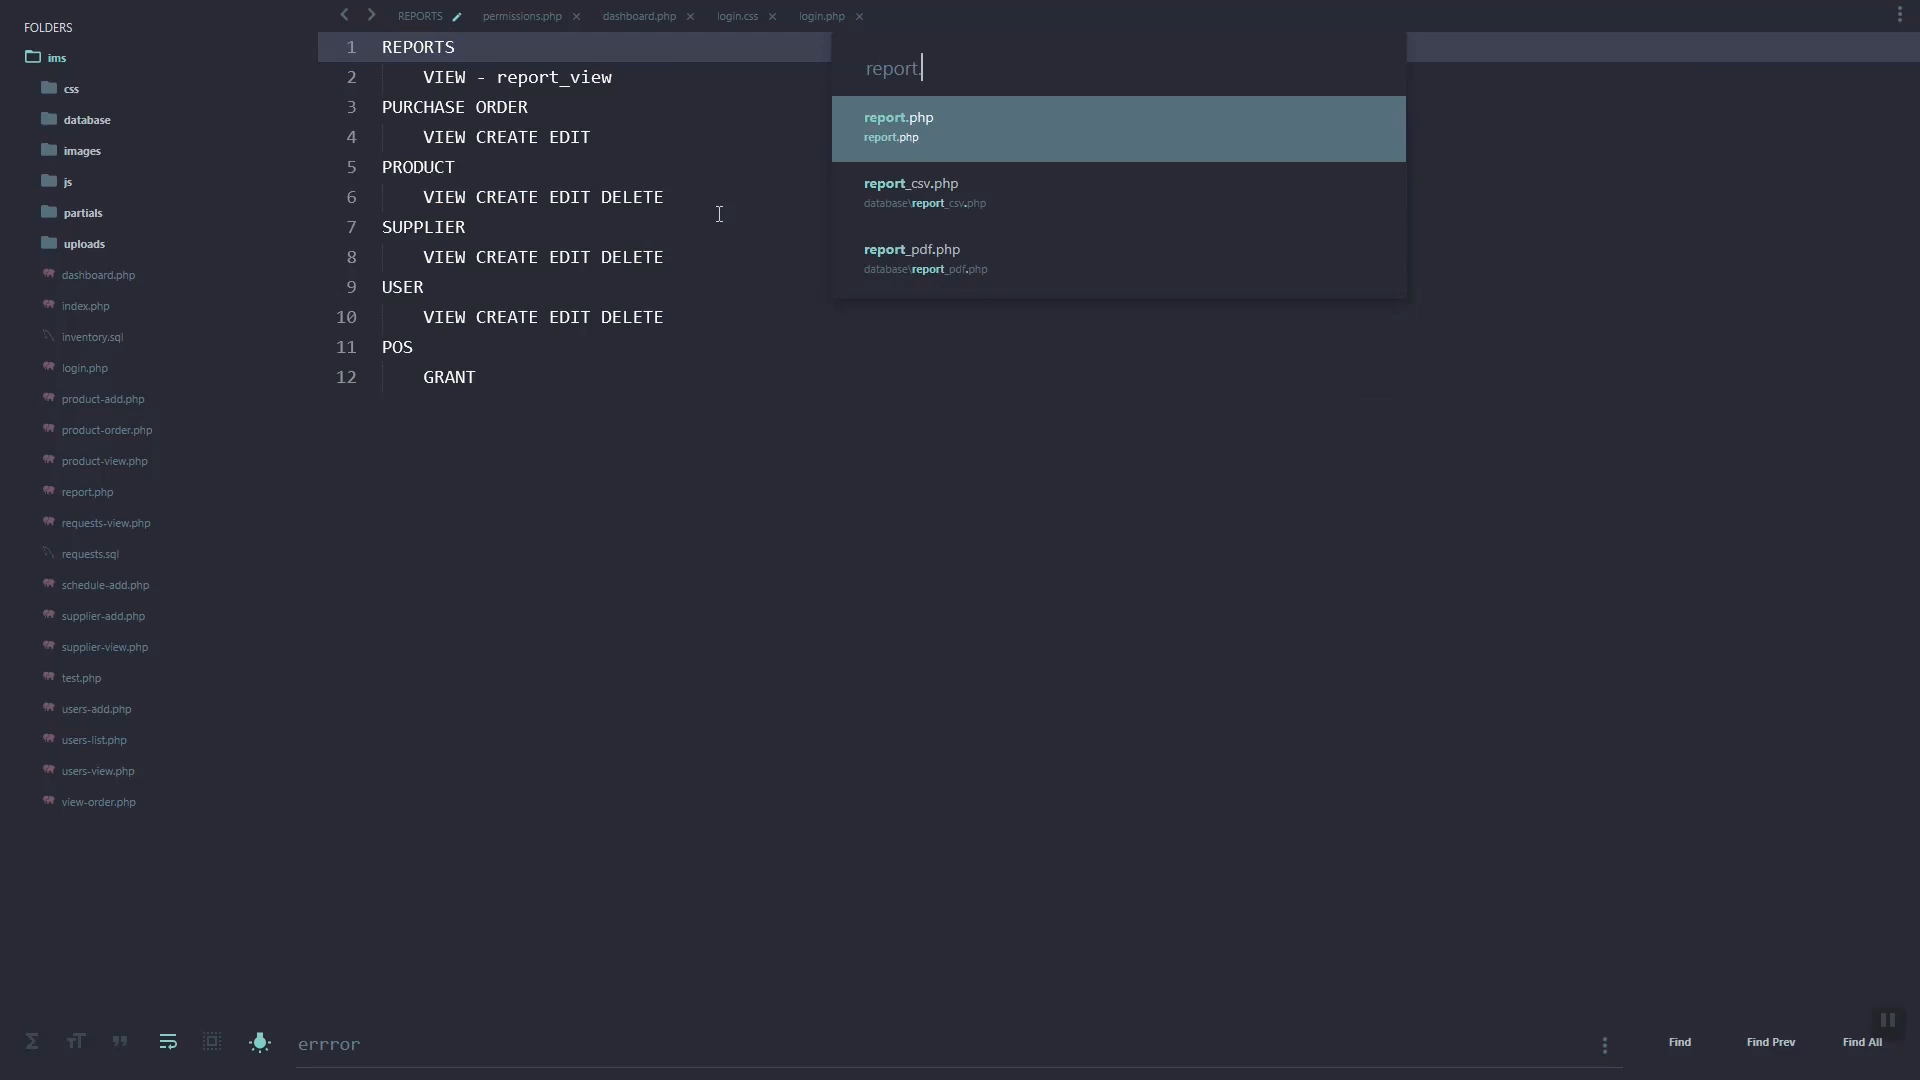 FOLDERS
ims
css
database
images
js
partials
uploads
dashboard.php
index.php
inventory.sql
login.php
product-add.php
product-order.php
product-view.php
report.php
requests-view.php
requests.sql
schedule-add.php
supplier-add.php
supplier-view.php
test.php
users-add.php
users-list.php
users-view.php
view-order.php
REPORTS permissions.php dashboard.php login.css login.php
1 REPORTS
2 VIEW - report_view
3 PURCHASE ORDER
4 VIEW CREATE EDIT
5 PRODUCT
6 VIEW CREATE EDIT DELETE
7 SUPPLIER
8 VIEW CREATE EDIT DELETE
9 USER
10 VIEW CREATE EDIT DELETE
11 POS
12 GRANT
report.
report.php
report.php
report_csv.php
database\report_csv.php
report_pdf.php
database\report_pdf.php
errror
Find Find Prev Find All